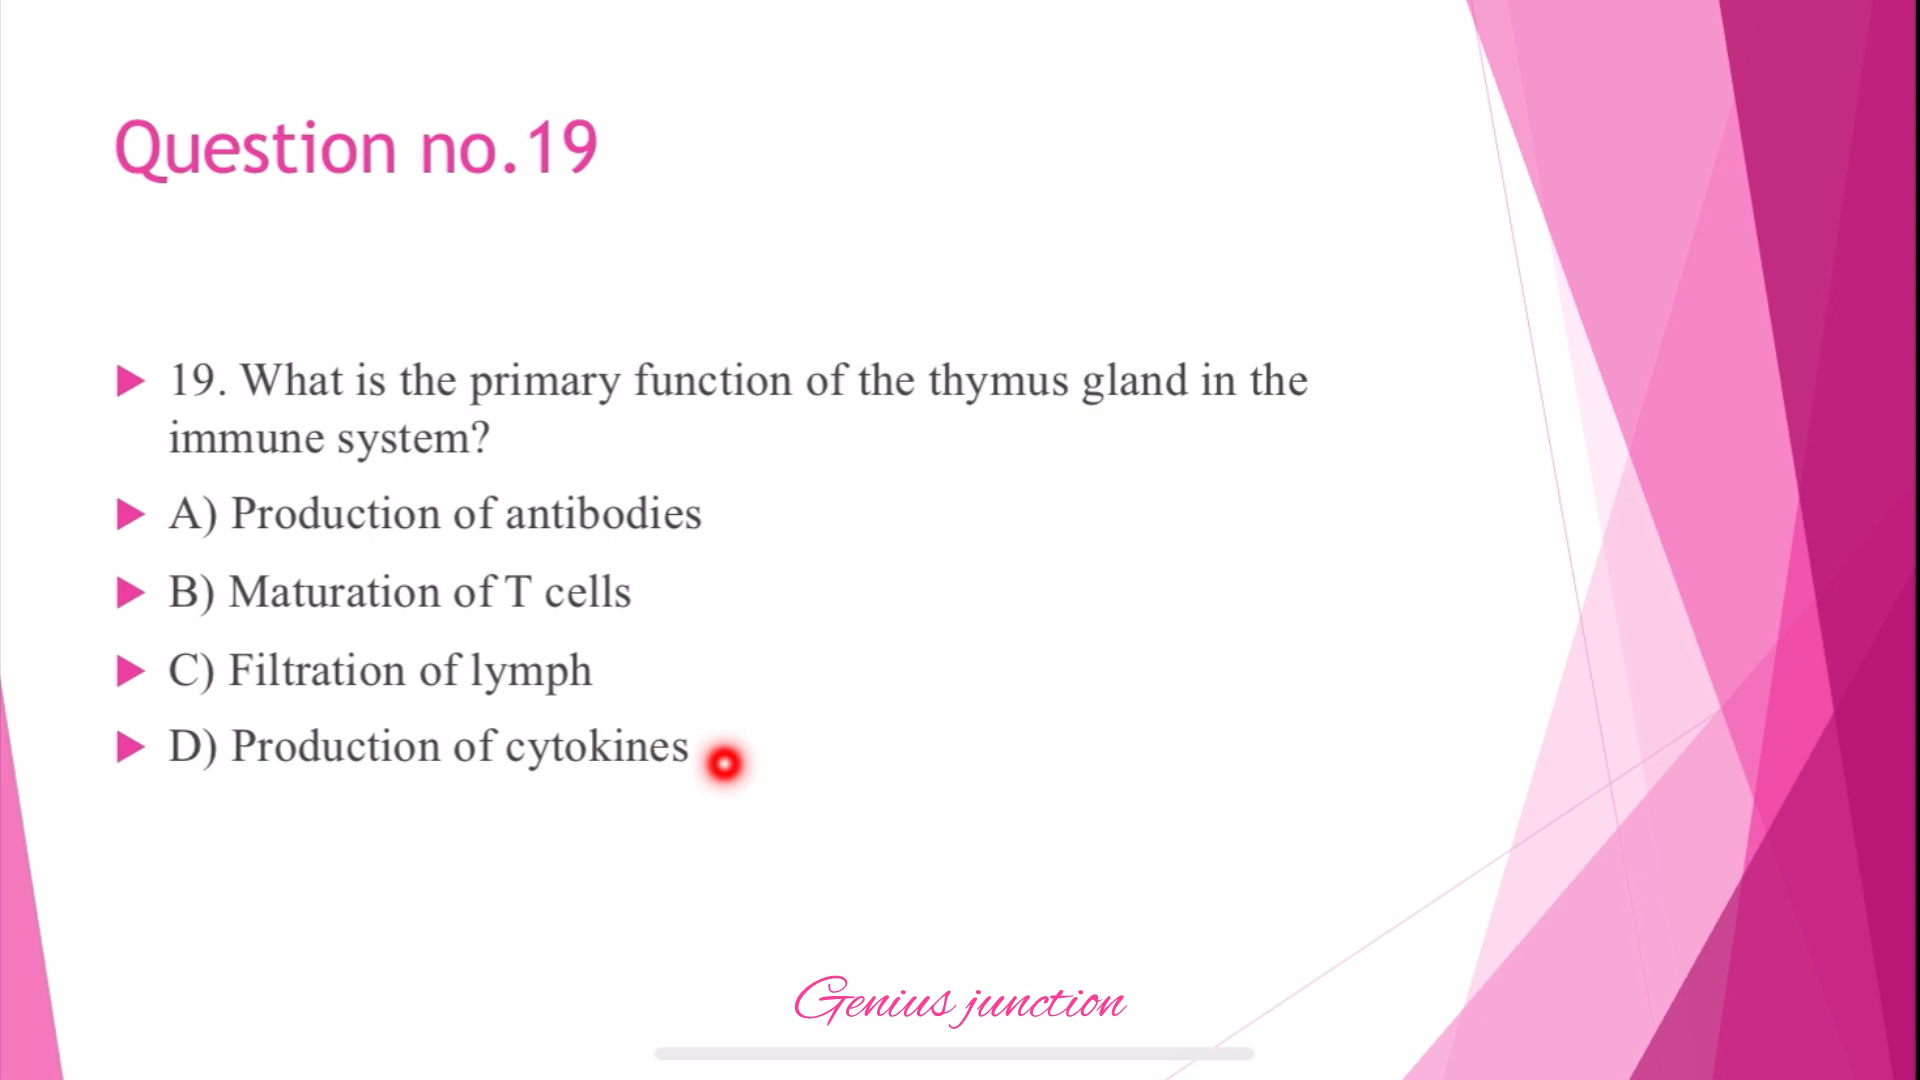 Question no.19
19. What is the primary function of the thymus gland in the
immune system?
A) Production of antibodies
B) Maturation of T cells
C) Filtration of lymph
D) Production of cytokines
Genius junction